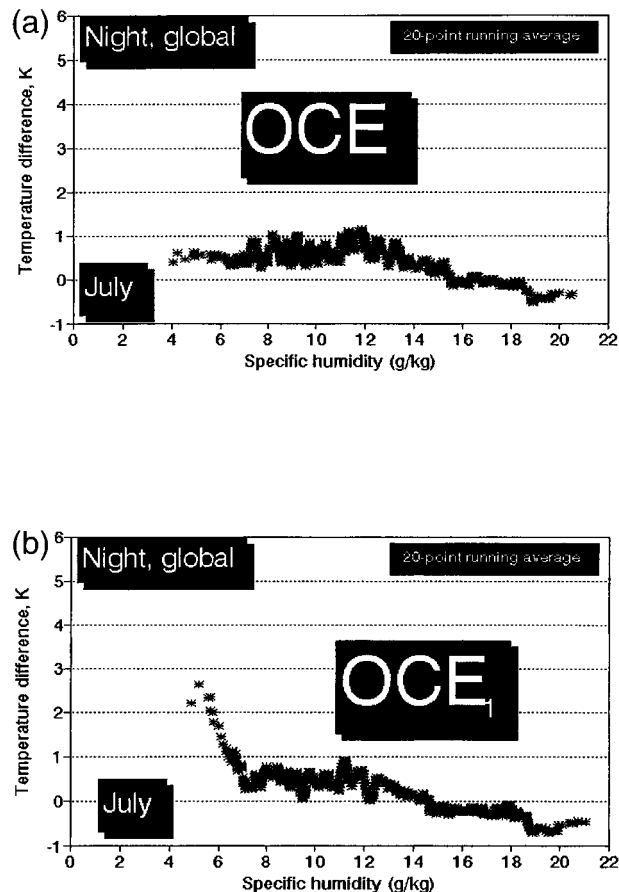 (a)
6
Night, global
20-point running average
5
4
OCE
3
2
1
0
July
-1
Temperature difference, K
0 2 4 6 8 10 12 14 16 18 20 22
Specific humidity (g/kg)
(b)
6
Night, global
20-point running average
5
4
3
OCE1
2
1
0
July
-1
Temperature difference, K
0 2 4 6 8 10 12 14 16 18 20 22
Specific humidity (g/kg)